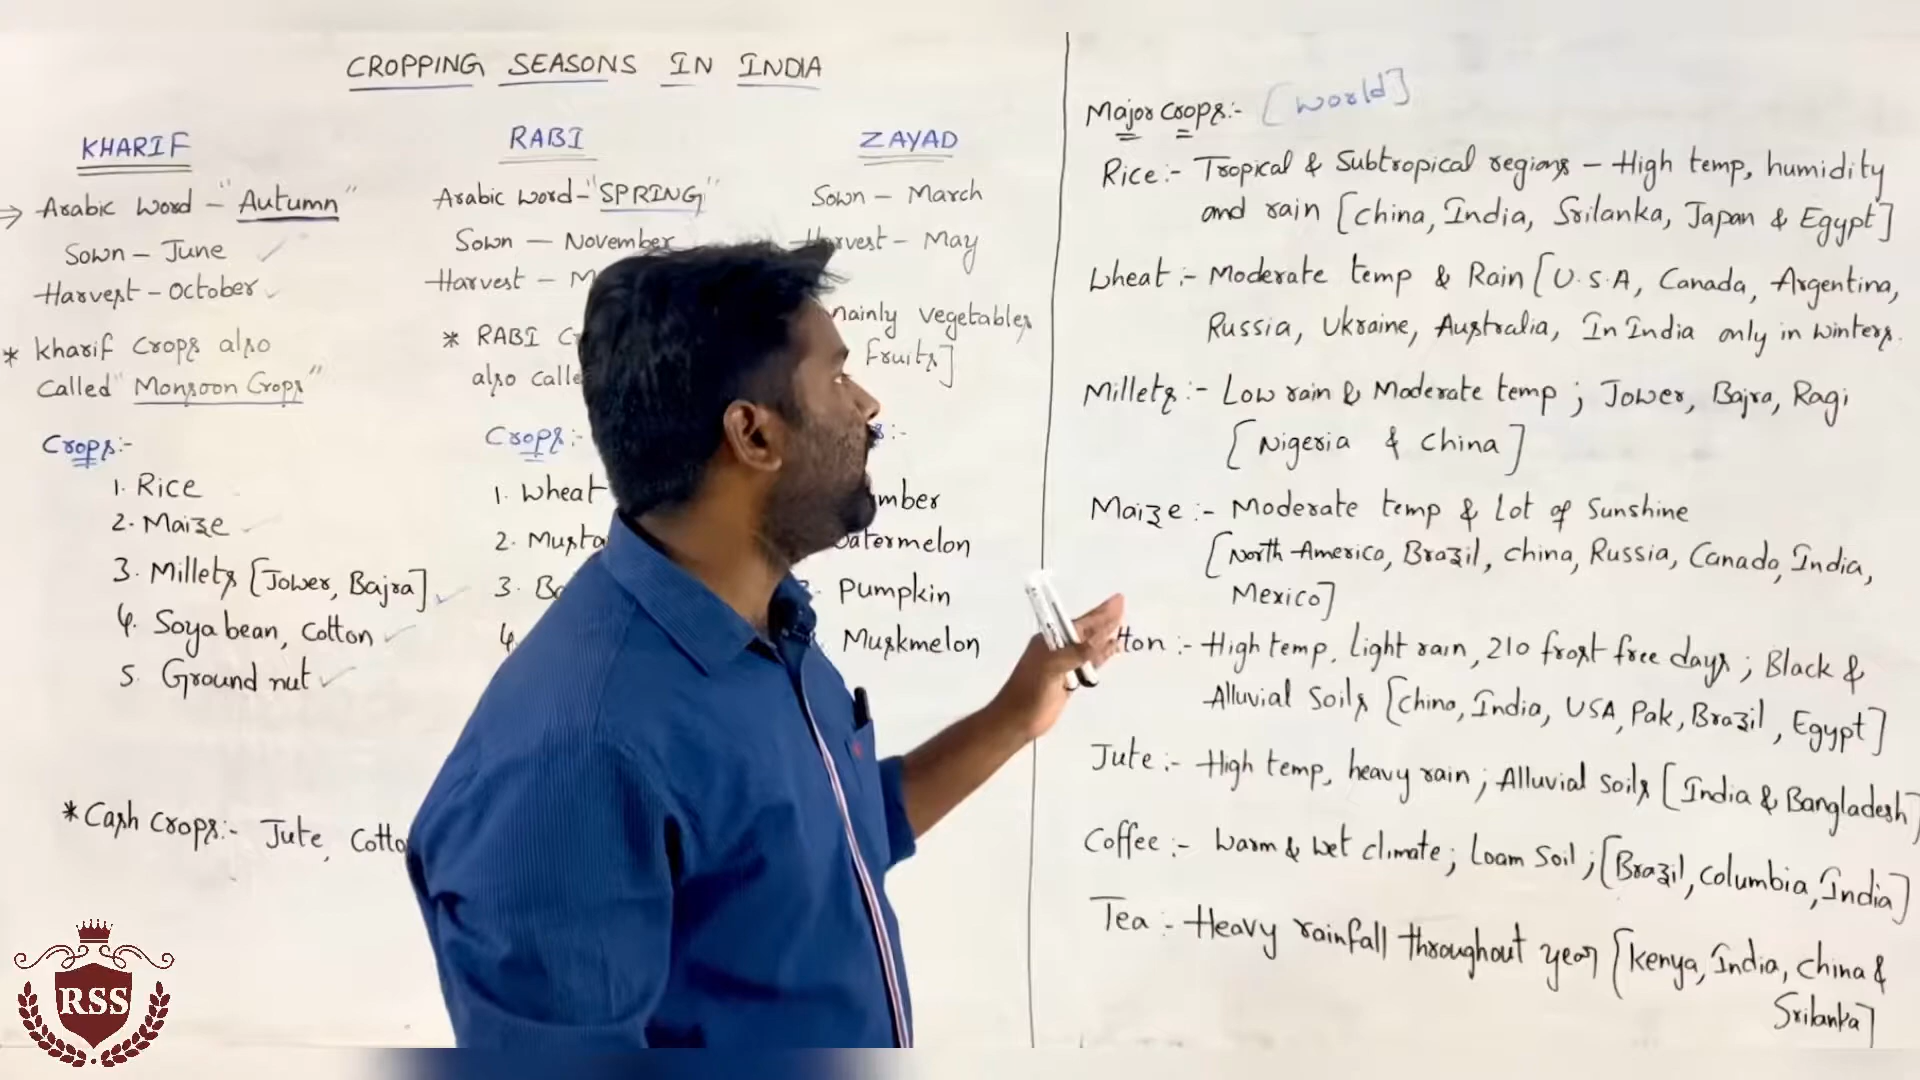 CROPPING SEASONS IN INDIA
KHARIF
⇒ Arabic word - "Autumn"
Sown - June ✓
Harvest - October ✓
* kharif Crops also
called "Monsoon Crops"
Crops:-
1. Rice
2. Maize ✓
3. Millets [Jower, Bajra] ✓
4. Soyabean, Cotton ✓
5. Ground nut ✓
* Cash crops:- Jute, Cotto
RABI
Arabic word - "SPRING"
Sown - November
Harvest - M
* RABI C
also calle
Crops:-
1. Wheat
2. Musta
3. Ba
4.
ZAYAD
Sown - March
Harvest - May
mainly vegetables
Fruits]
:-
mber
watermelon
3. Pumpkin
Muskmelon
Major crops:- [world]
Rice:- Tropical & Subtropical regions - High temp, humidity
and rain [china, India, Srilanka, Japan & Egypt]
Wheat:- Moderate temp & Rain [U.S.A, Canada, Argentina,
Russia, Ukraine, Australia, In India only in winters.
Millets:- Low rain & Moderate temp; Jower, Bajra, Ragi
[Nigeria & China]
Maize:- Moderate temp & Lot of Sunshine
[North America, Brazil, china, Russia, Canada, India,
Mexico]
tton:- High temp, Light rain, 210 frost free days; Black &
Alluvial Soils [china, India, USA, Pak, Brazil, Egypt]
Jute:- High temp, heavy rain; Alluvial soils [India & Bangladesh]
Coffee:- Warm & wet climate; Loam Soil; [Brazil, columbia, India]
Tea:- Heavy rainfall throughout year [kenya, India, china &
Srilanka]
RSS